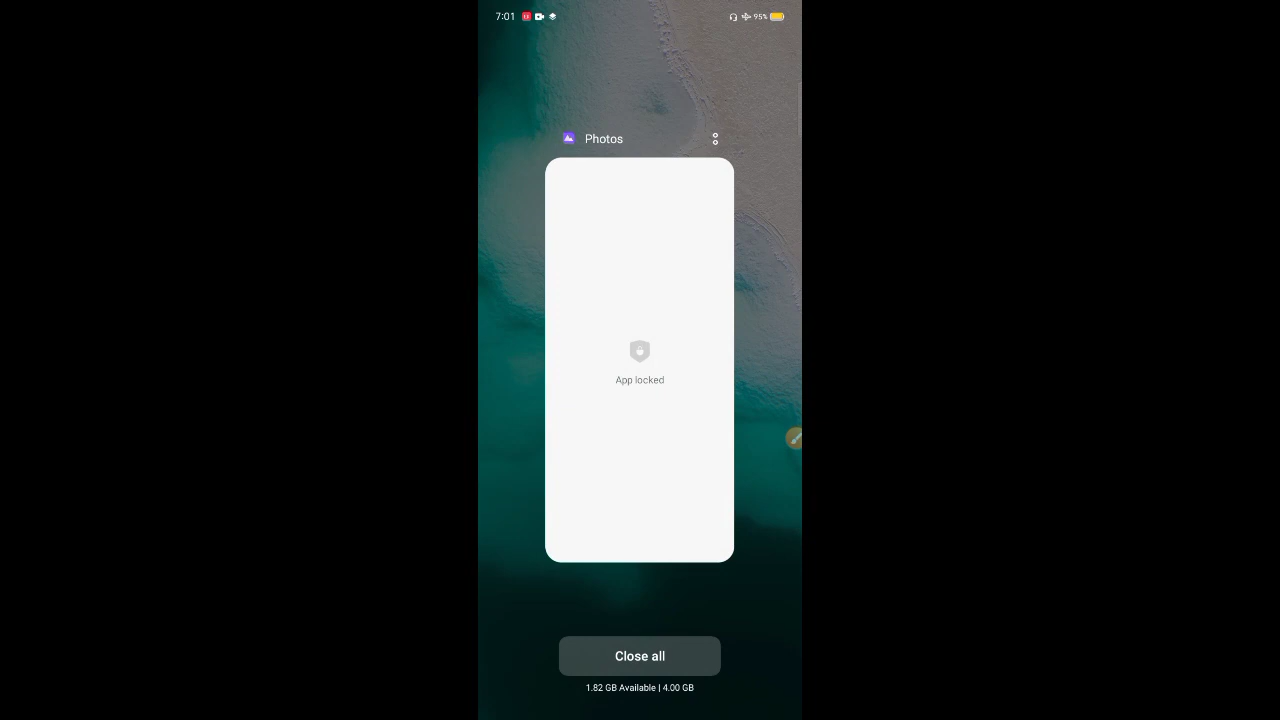 7:01
95%
Photos
App locked
Close all
1.82 GB Available | 4.00 GB